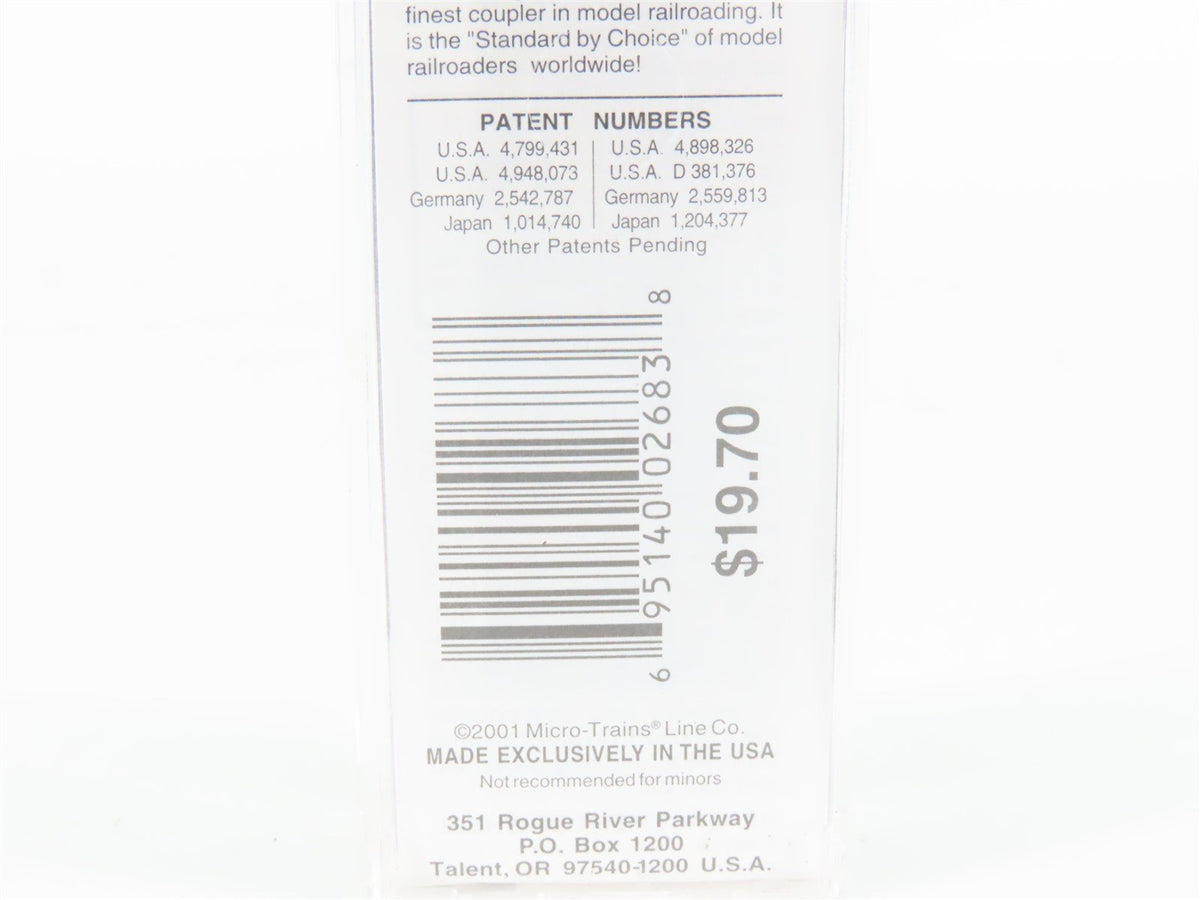 finest coupler in model railroading. It
is the "Standard by Choice" of model
railroaders worldwide!
PATENT NUMBERS
U.S.A. 4,799,431 U.S.A. 4,898,326
U.S.A. 4,948,073 U.S.A. D 381,376
Germany 2,542,787 Germany 2,559,813
Japan 1,014,740 Japan 1,204,377
Other Patents Pending
6 95140 02683 8
$19.70
©2001 Micro-Trains® Line Co.
MADE EXCLUSIVELY IN THE USA
Not recommended for minors
351 Rogue River Parkway
P.O. Box 1200
Talent, OR 97540-1200 U.S.A.